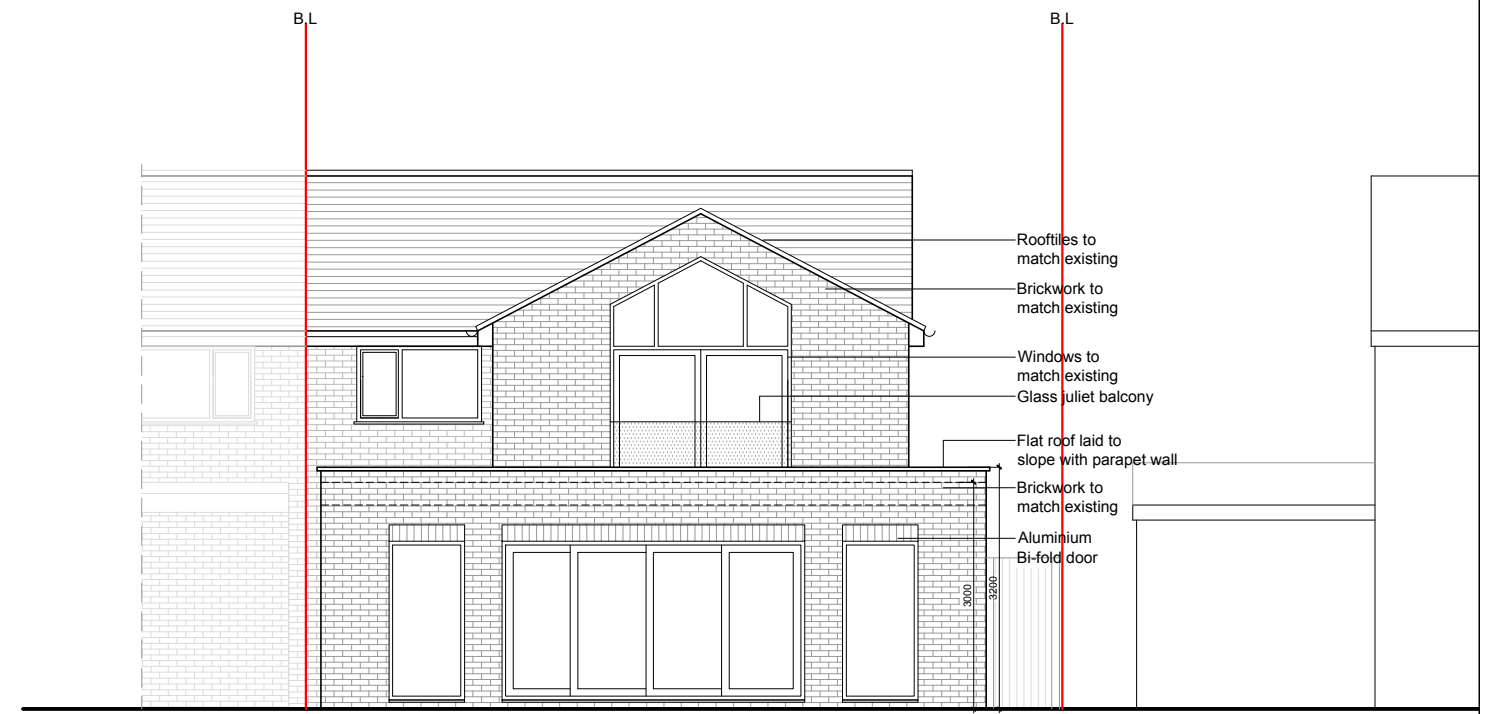 B.L
B.L
Rooftiles to
match existing
Brickwork to
match existing
Windows to
match existing
Glass juliet balcony
Flat roof laid to
slope with parapet wall
Brickwork to
match existing
Aluminium
Bi-fold door
3000
3200